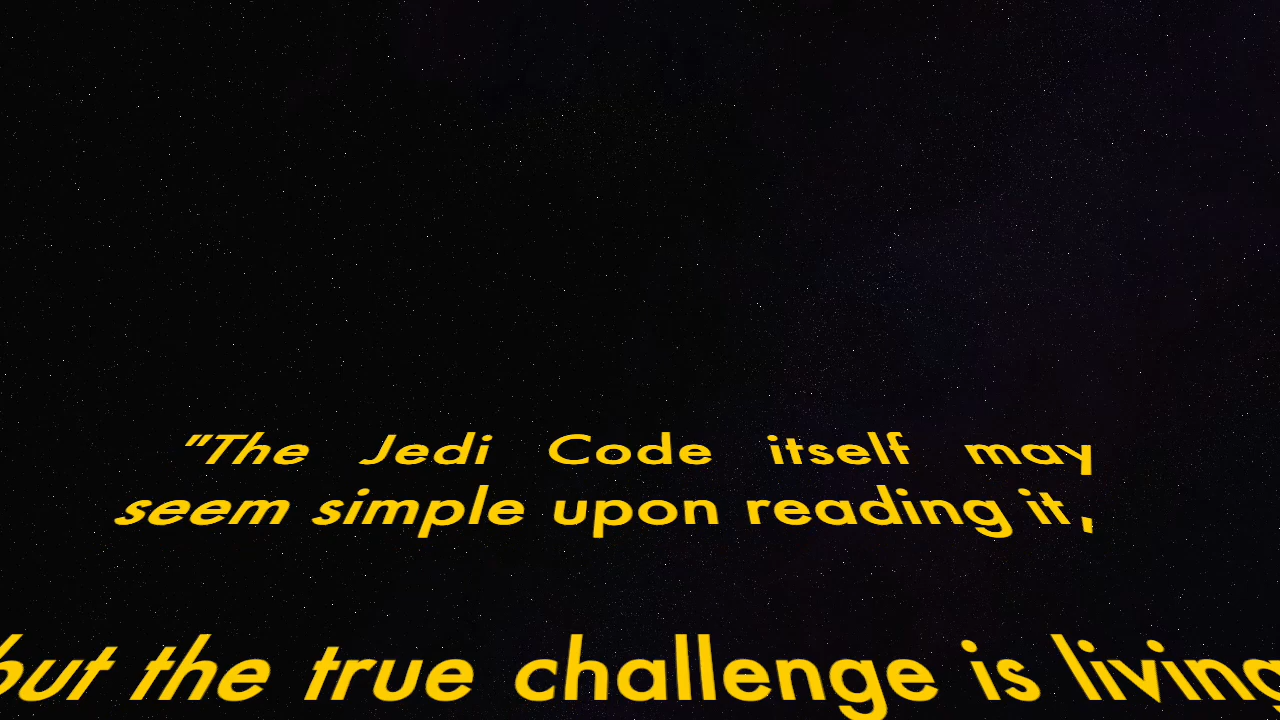 "The Jedi Code itself may
seem simple upon reading it,
but the true challenge is living